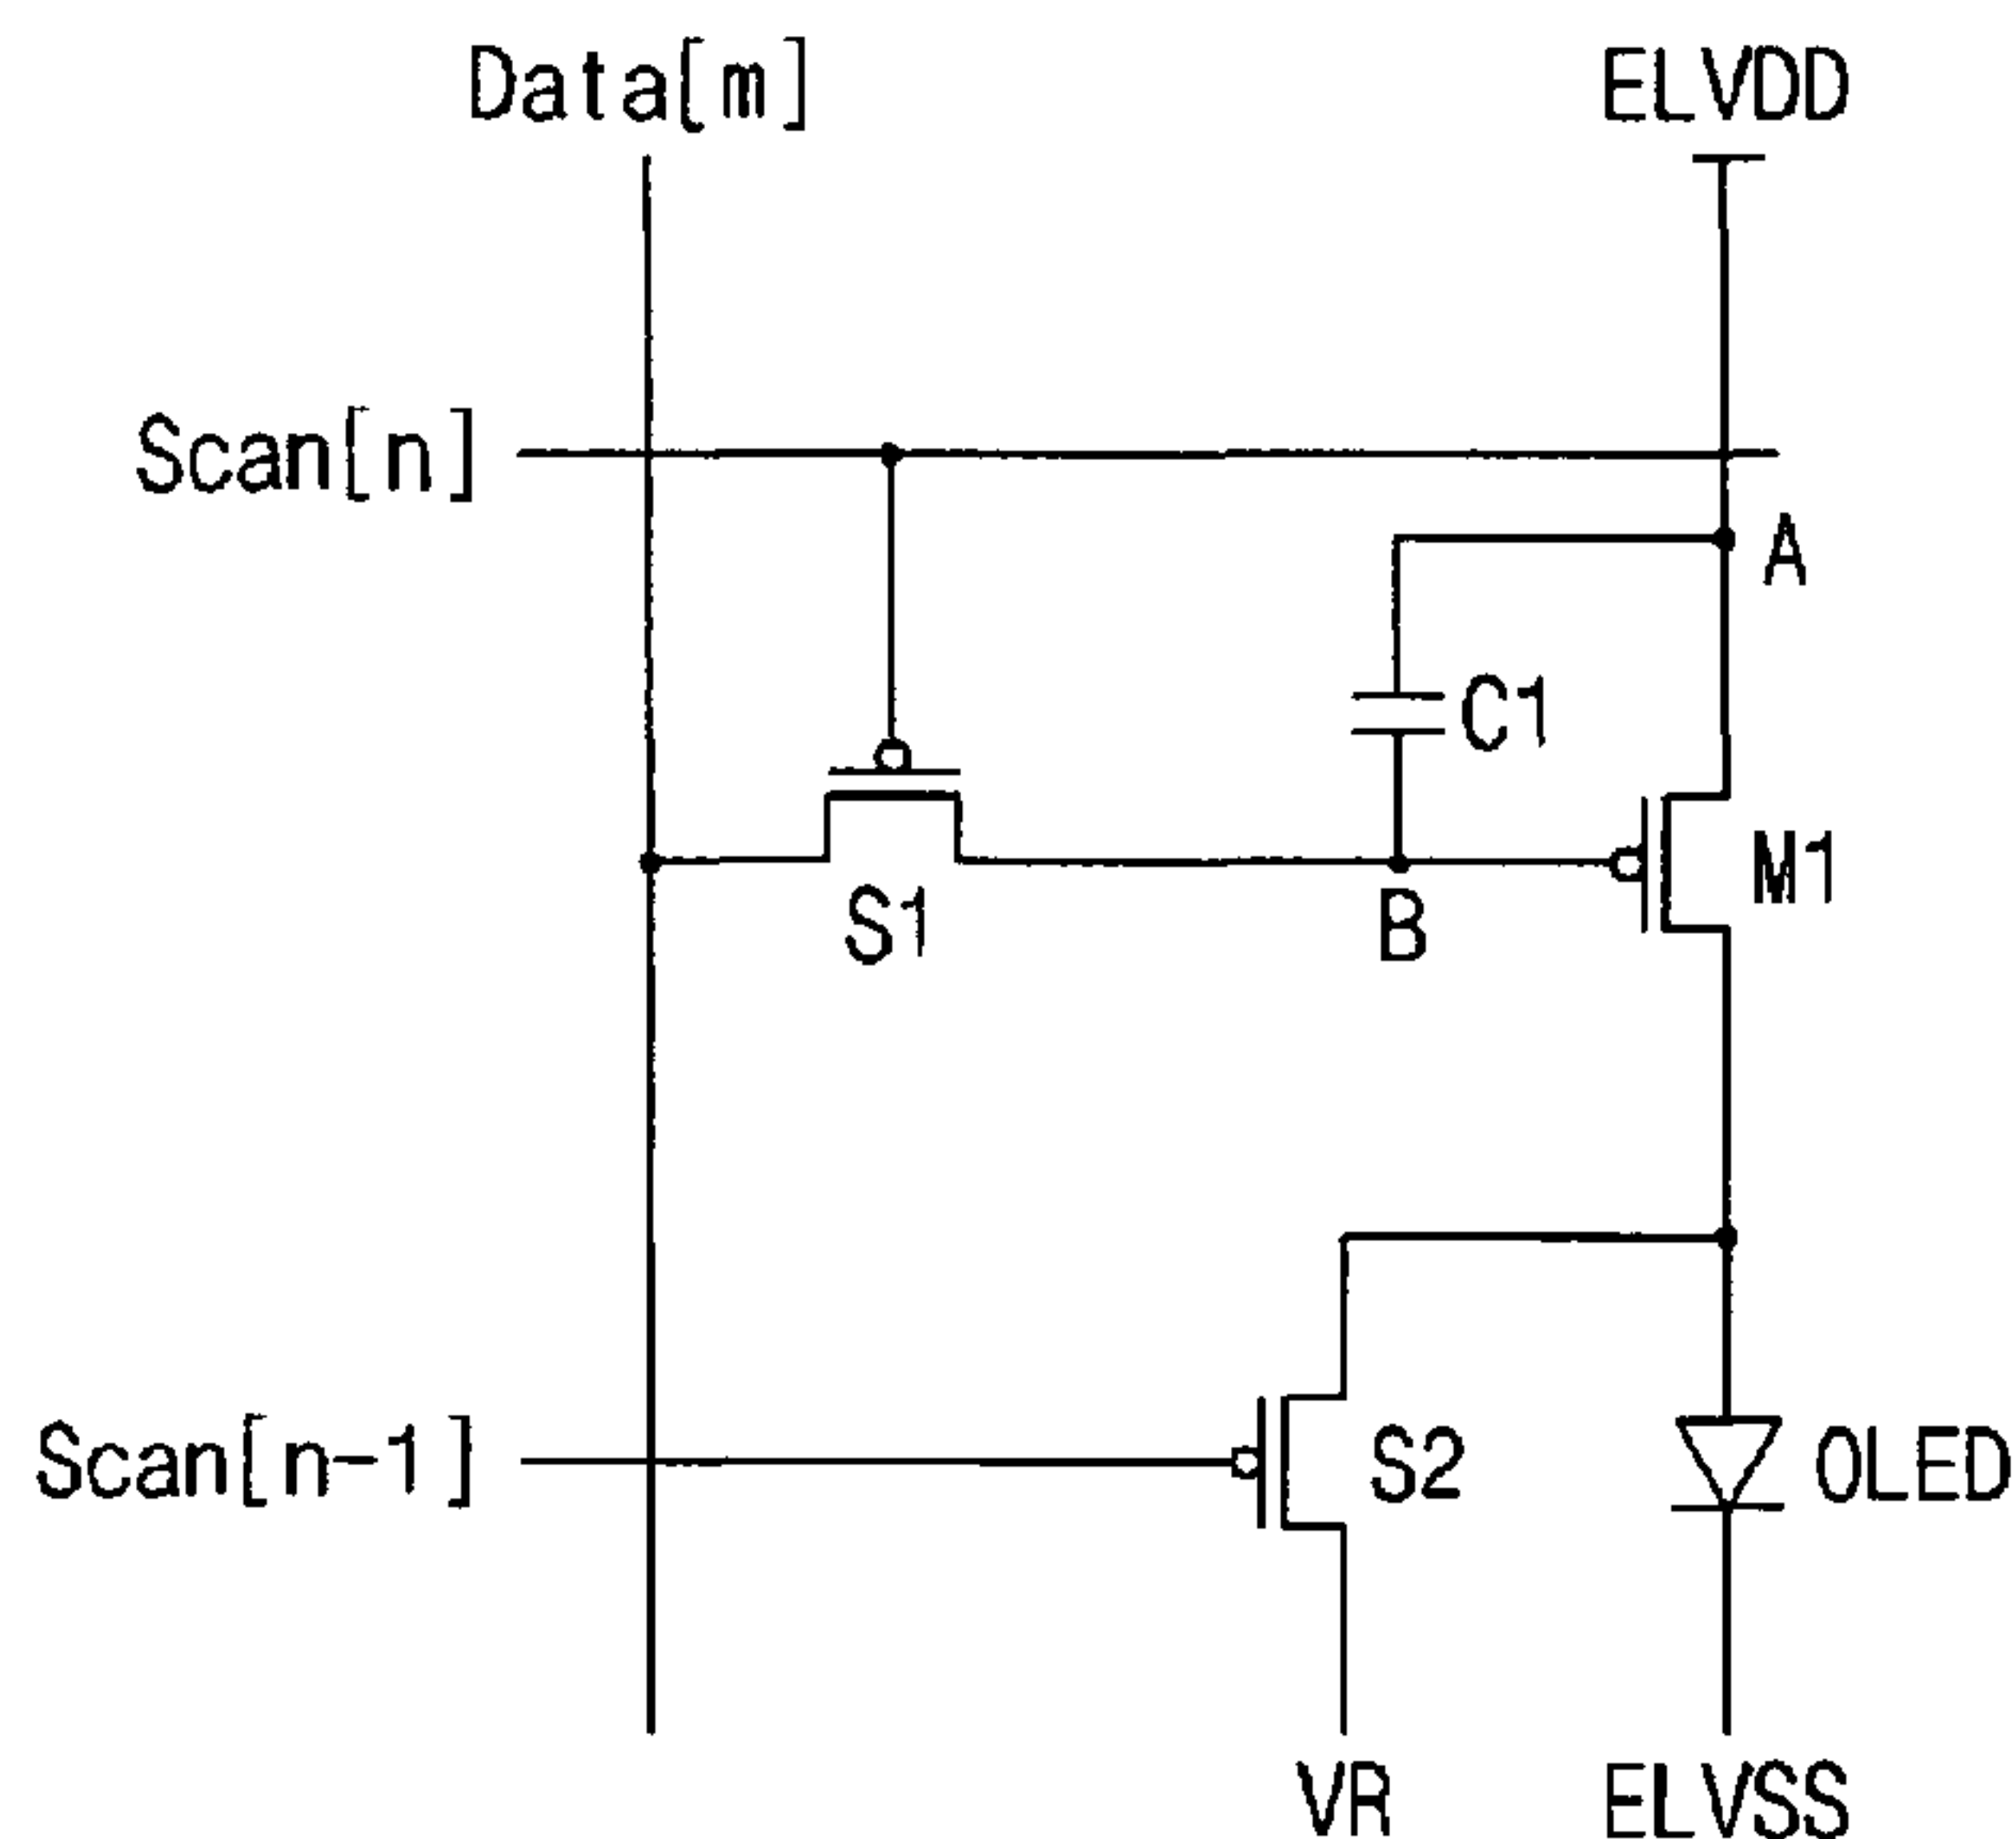 Data[m]
ELVDD
Scan[n]
A
C1
M1
S1
B
Scan[n-1]
S2
OLED
VR
ELVSS